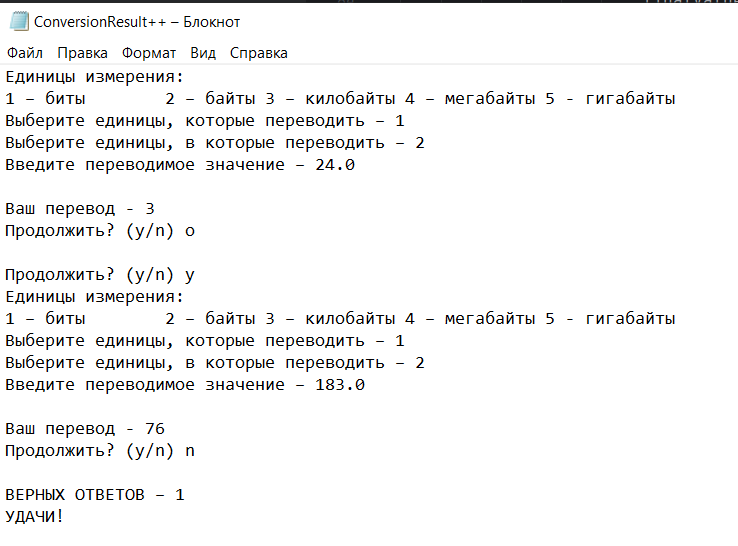 ConversionResult++ – Блокнот
Файл Правка Формат Вид Справка
Единицы измерения:
1 – биты 2 – байты 3 – килобайты 4 – мегабайты 5 - гигабайты
Выберите единицы, которые переводить – 1
Выберите единицы, в которые переводить – 2
Введите переводимое значение – 24.0
Ваш перевод - 3
Продолжить? (y/n) o
Продолжить? (y/n) y
Единицы измерения:
1 – биты 2 – байты 3 – килобайты 4 – мегабайты 5 - гигабайты
Выберите единицы, которые переводить – 1
Выберите единицы, в которые переводить – 2
Введите переводимое значение – 183.0
Ваш перевод - 76
Продолжить? (y/n) n
ВЕРНЫХ ОТВЕТОВ – 1
УДАЧИ!